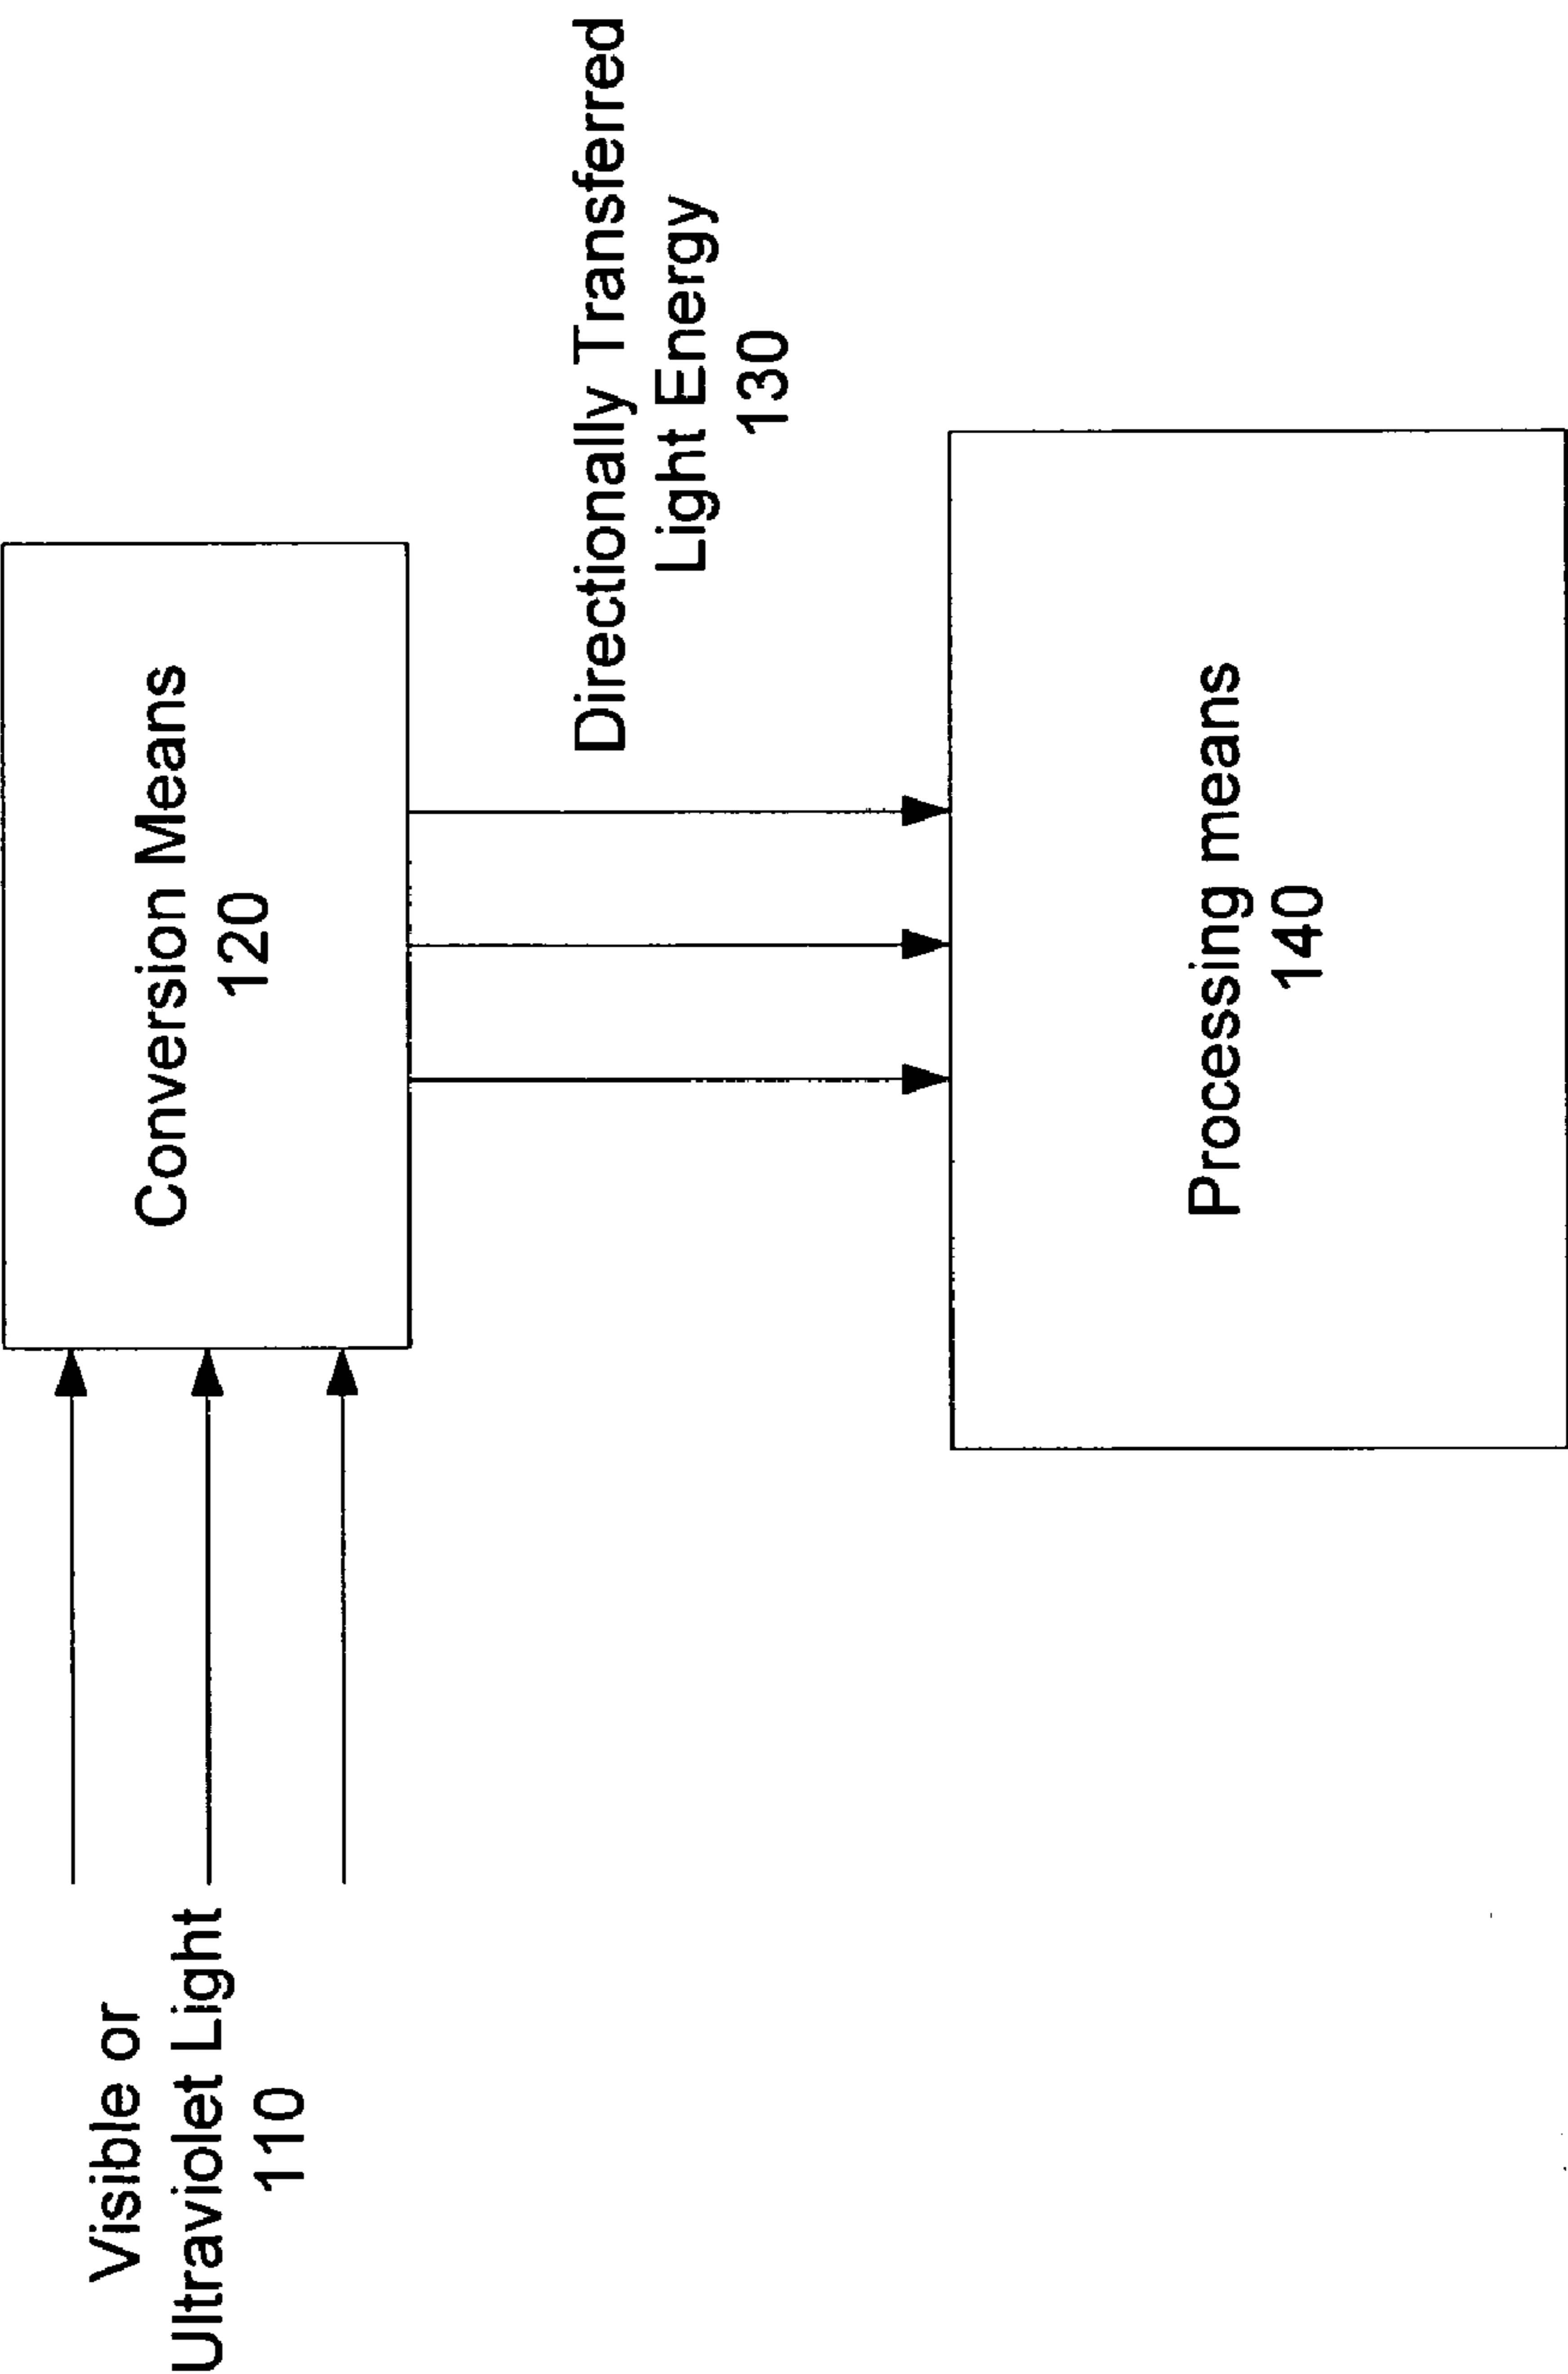 Visible or
Ultraviolet Light
110
Conversion Means
120
Directionally Transferred
Light Energy
130
Processing means
140